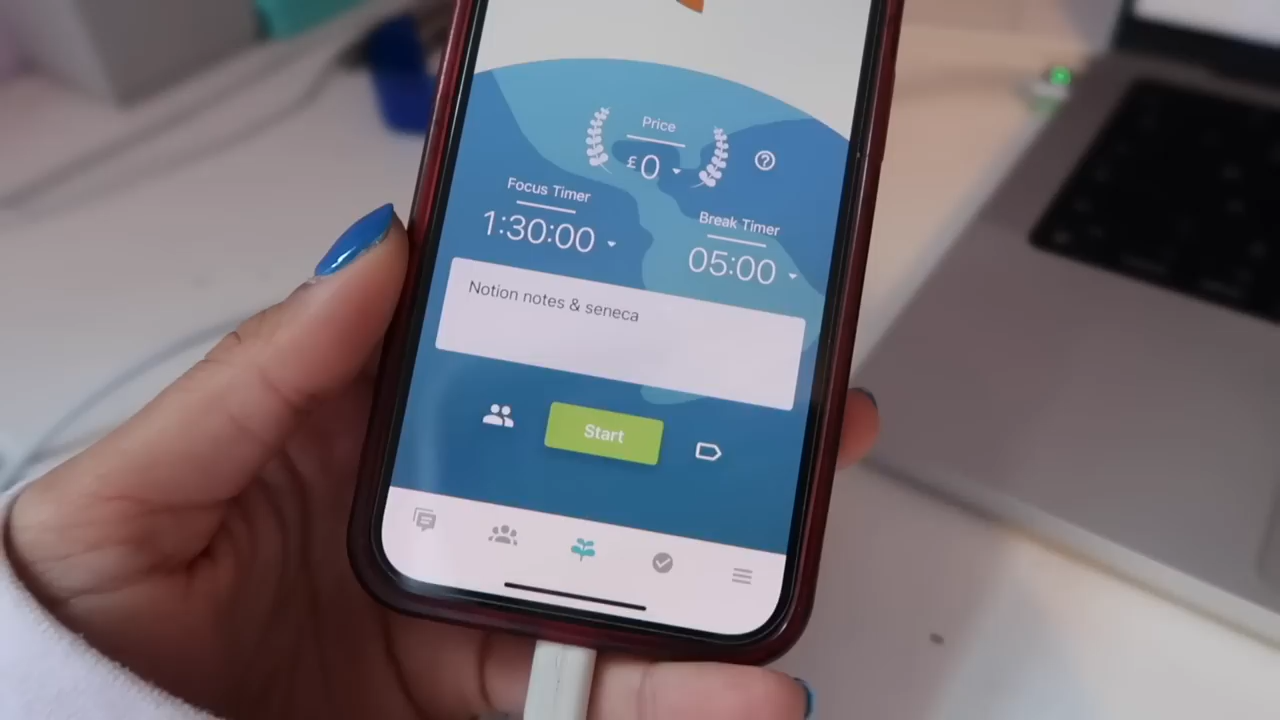 Price
£0
Focus Timer
1:30:00
Break Timer
05:00
Notion notes & seneca
Start